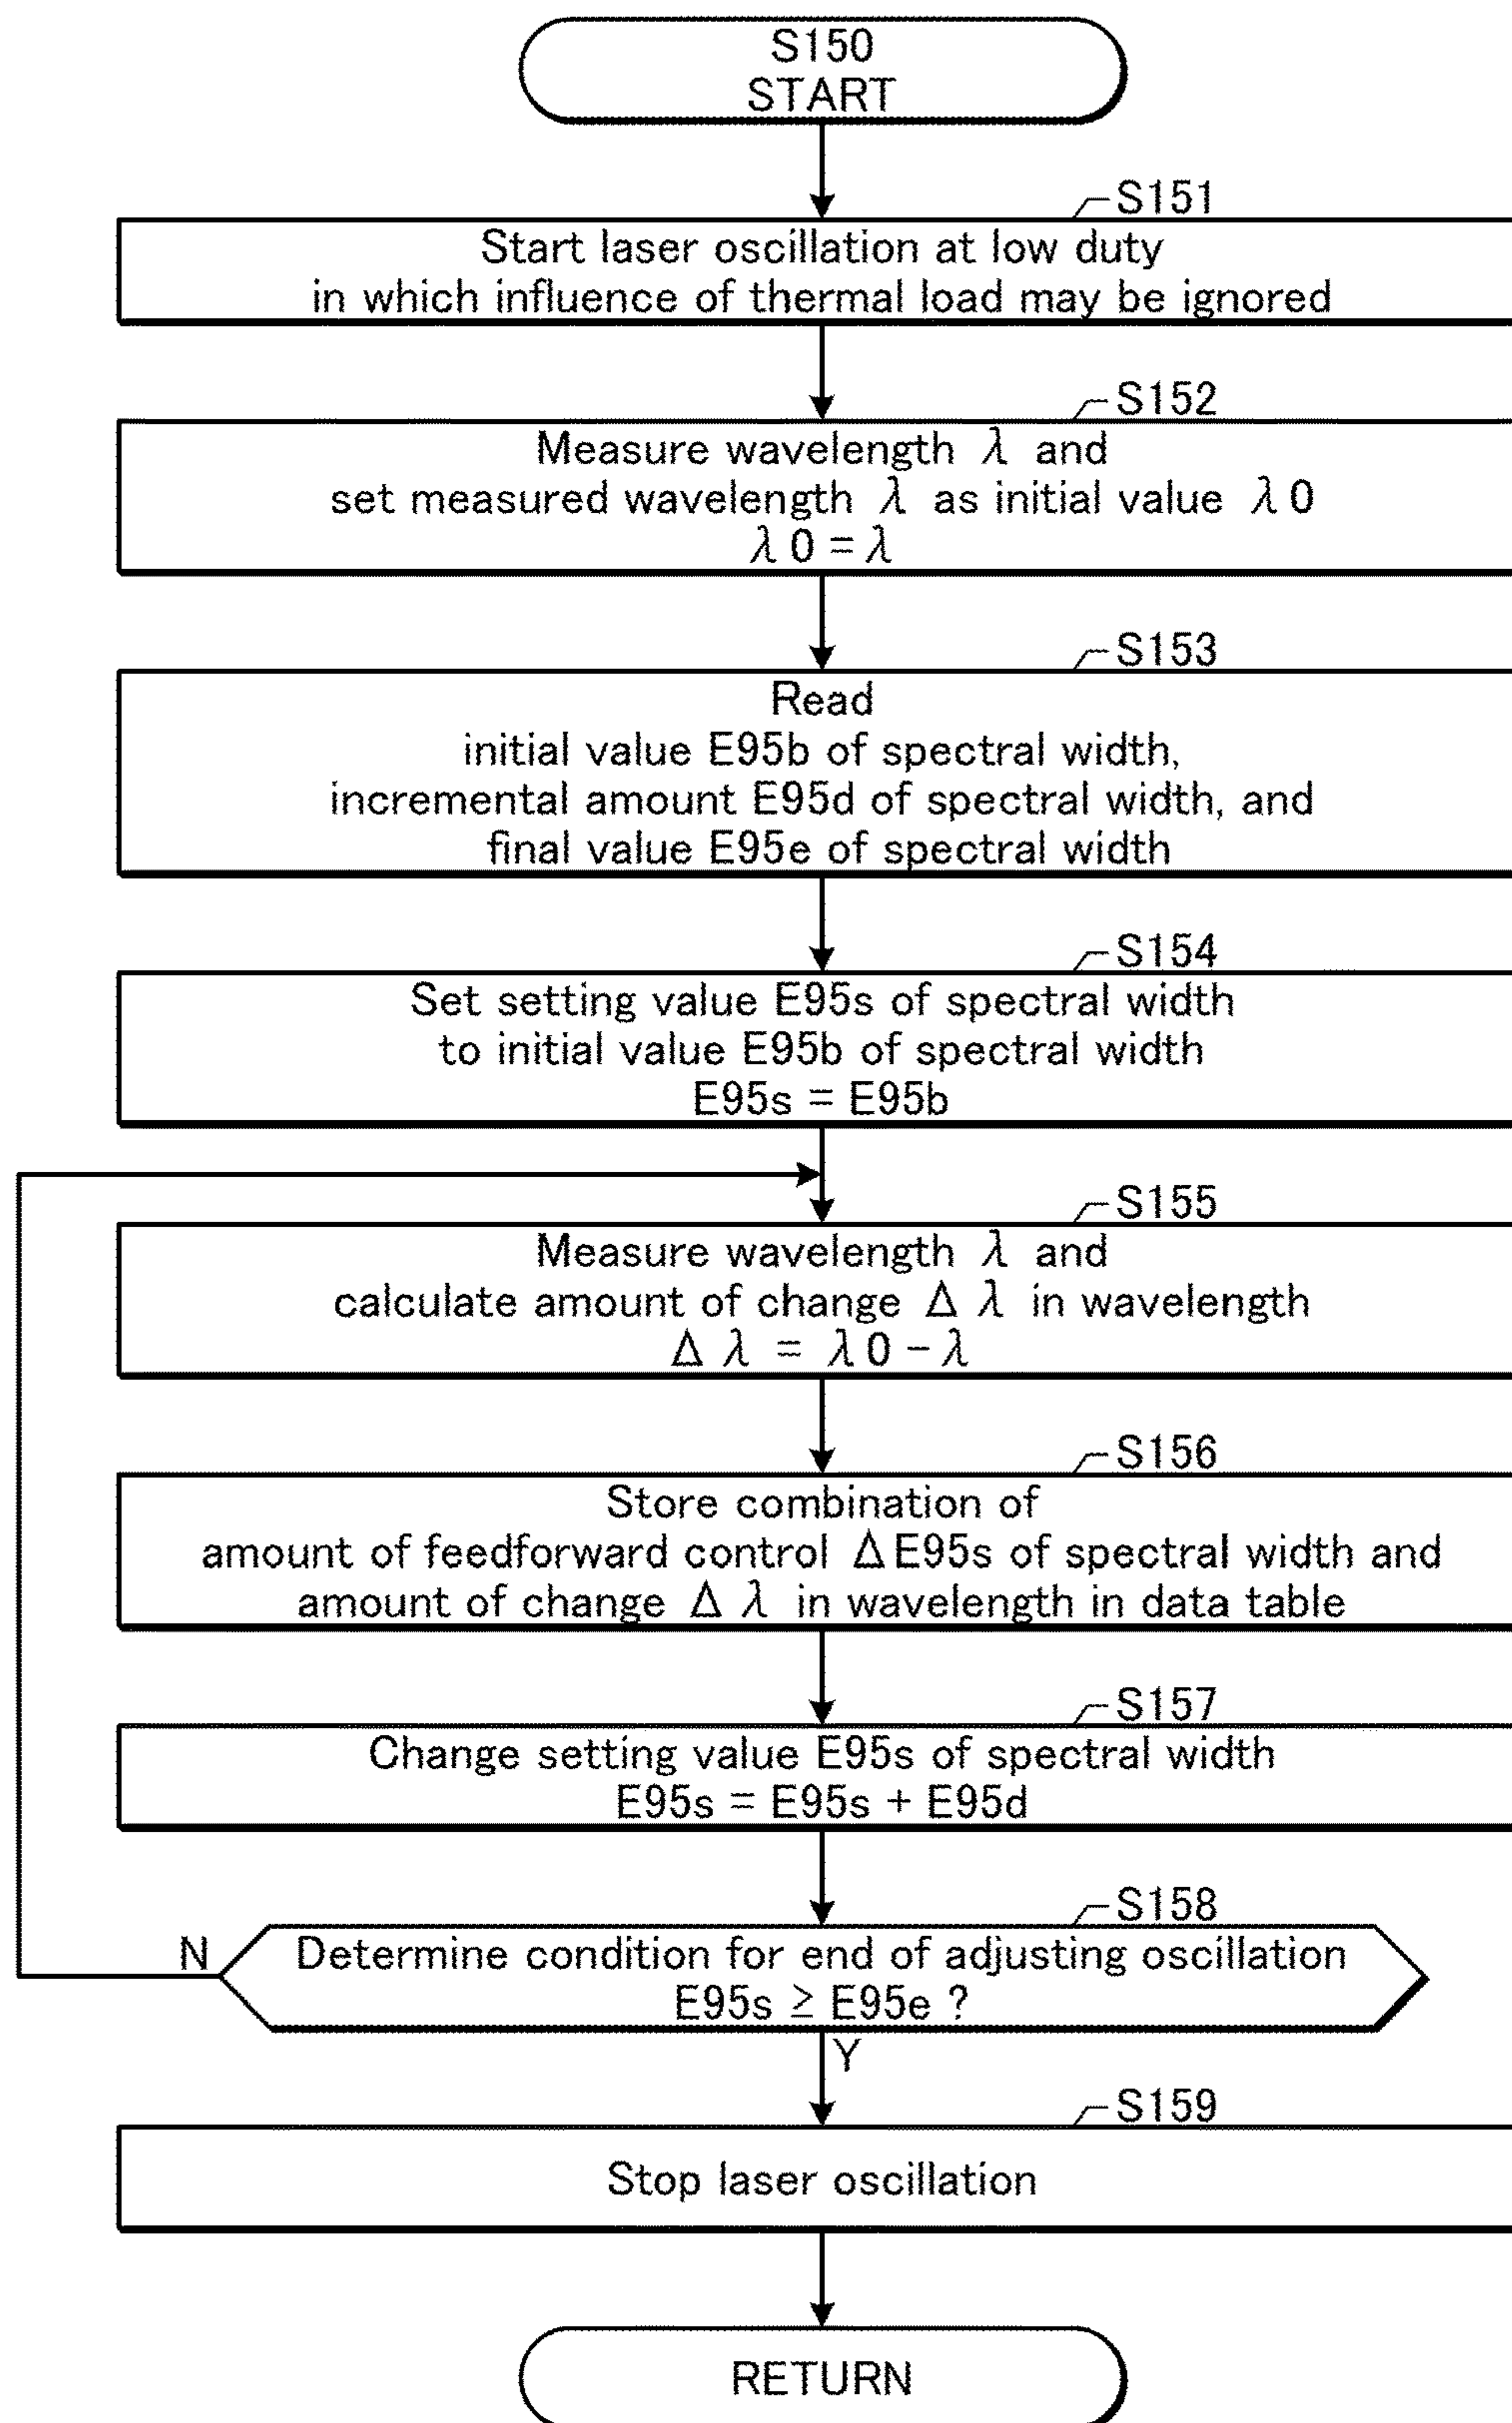 S150
START
S151
Start laser oscillation at low duty
in which influence of thermal load may be ignored
S152
Measure wavelength λ and
set measured wavelength λ as initial value λ0
λ0 = λ
S153
Read
initial value E95b of spectral width,
incremental amount E95d of spectral width, and
final value E95e of spectral width
S154
Set setting value E95s of spectral width
to initial value E95b of spectral width
E95s = E95b
S155
Measure wavelength λ and
calculate amount of change Δλ in wavelength
Δλ = λ0 − λ
S156
Store combination of
amount of feedforward control ΔE95s of spectral width and
amount of change Δλ in wavelength in data table
S157
Change setting value E95s of spectral width
E95s = E95s + E95d
S158
N
Determine condition for end of adjusting oscillation
E95s ≥ E95e ?
Y
S159
Stop laser oscillation
RETURN